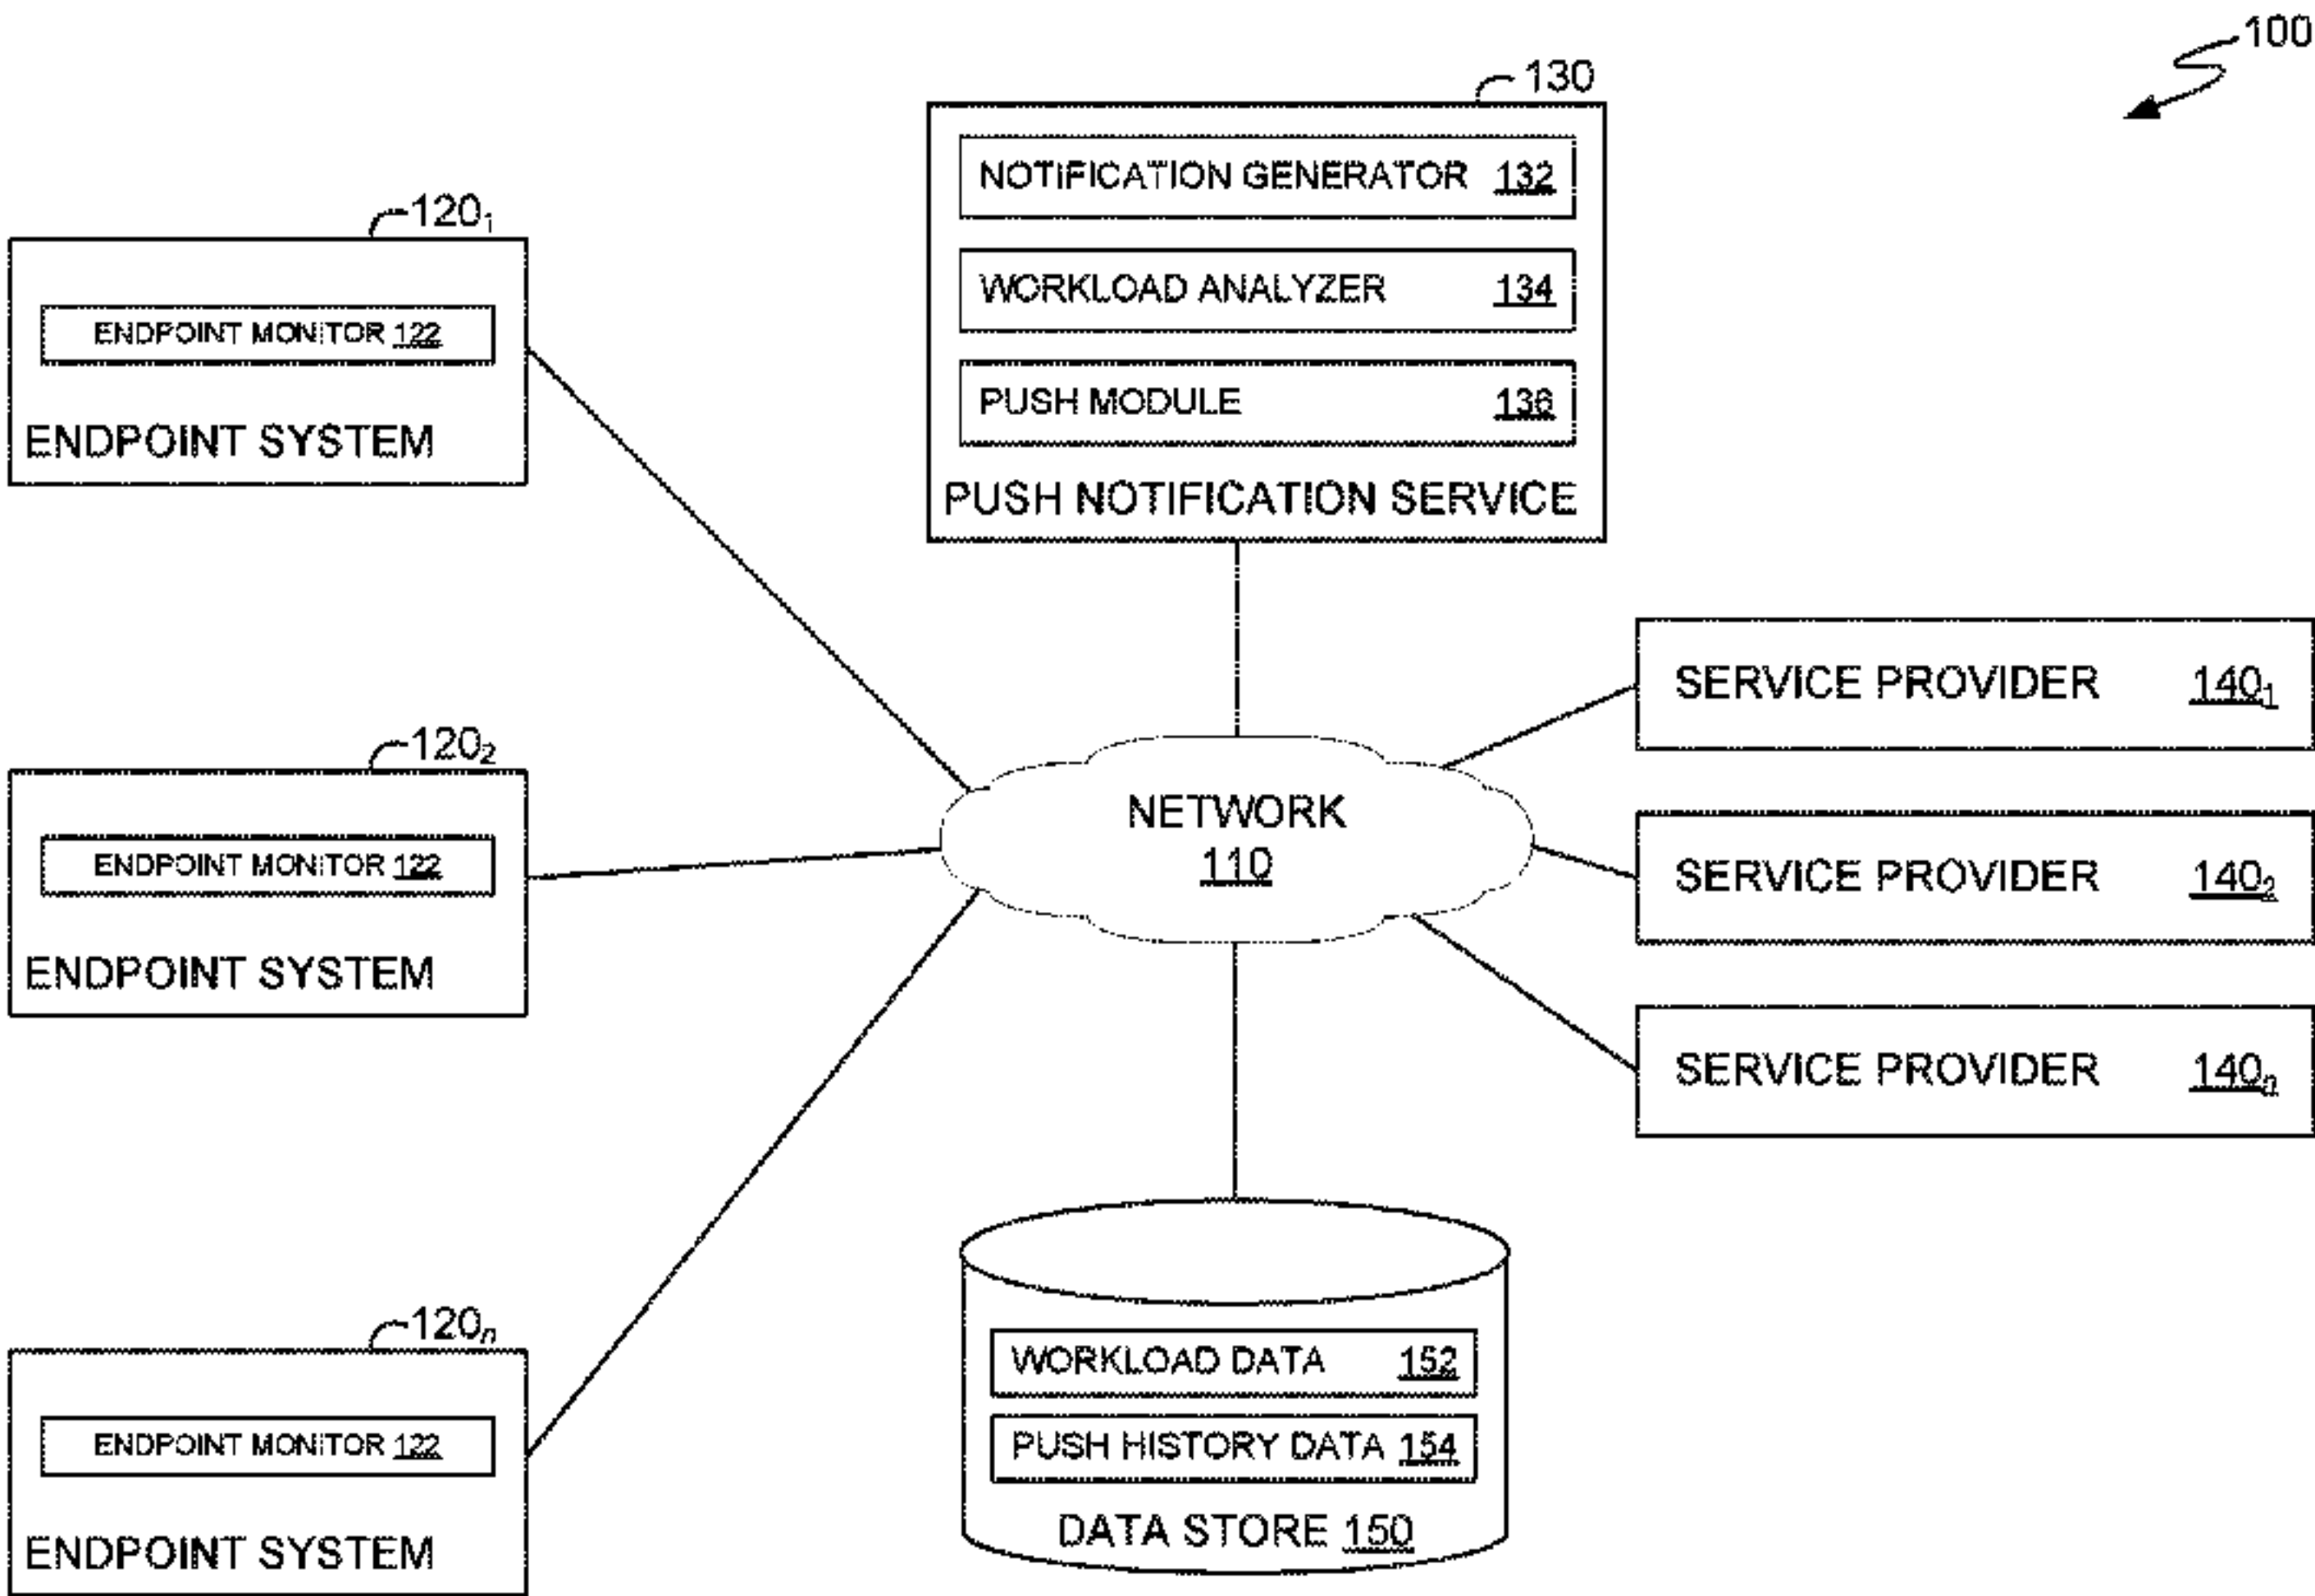 100
130
NOTIFICATION GENERATOR 132
WORKLOAD ANALYZER 134
PUSH MODULE 136
PUSH NOTIFICATION SERVICE
120₁
ENDPOINT MONITOR 122
ENDPOINT SYSTEM
120₂
ENDPOINT MONITOR 122
ENDPOINT SYSTEM
120ₙ
ENDPOINT MONITOR 122
ENDPOINT SYSTEM
NETWORK
110
SERVICE PROVIDER 140₁
SERVICE PROVIDER 140₂
SERVICE PROVIDER 140ₙ
WORKLOAD DATA 152
PUSH HISTORY DATA 154
DATA STORE 150